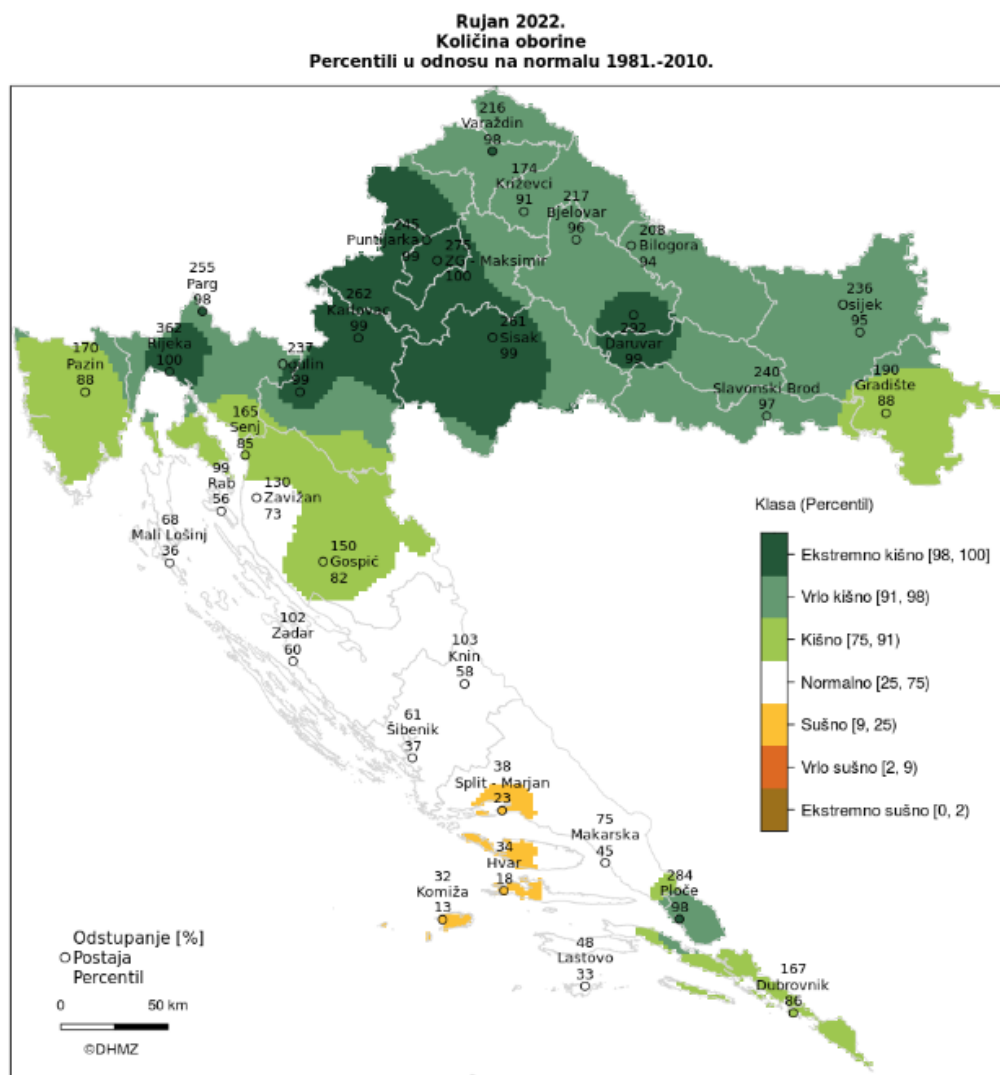 Rujan 2022.
Količina oborine
Percentili u odnosu na normalu 1981.-2010.
216
Varaždin
98
174
Križevci
91
217
Bjelovar
96
208
Bilogora
94
245
Puntijarka
99
275
ZG - Maksimir
100
255
Parg
98
262
Karlovac
99
236
Osijek
95
362
Rijeka
100
261
Sisak
99
292
Daruvar
99
170
Pazin
88
237
Ogulin
99
240
Slavonski Brod
97
190
Gradište
88
165
Senj
85
99
Rab
56
130
Zavižan
73
68
Mali Lošinj
36
150
Gospić
82
102
Zadar
60
103
Knin
58
61
Šibenik
37
38
Split - Marjan
23
75
Makarska
45
34
Hvar
18
32
Komiža
13
284
Ploče
98
48
Lastovo
33
167
Dubrovnik
86
Klasa (Percentil)
Ekstremno kišno [98, 100]
Vrlo kišno [91, 98)
Kišno [75, 91)
Normalno [25, 75)
Sušno [9, 25)
Vrlo sušno [2, 9)
Ekstremno sušno [0, 2)
Odstupanje [%]
Postaja
Percentil
0 50 km
©DHMZ